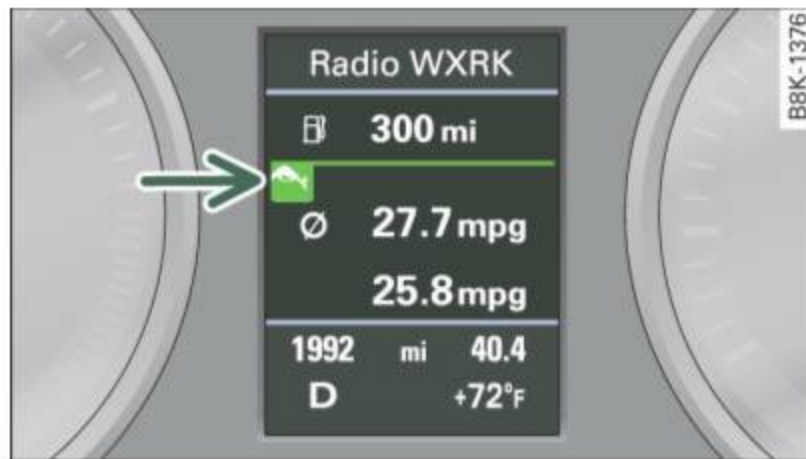 Radio WXRK
300 mi
Ø 27.7 mpg
25.8 mpg
1992 mi 40.4
D +72°F
B8K-1376